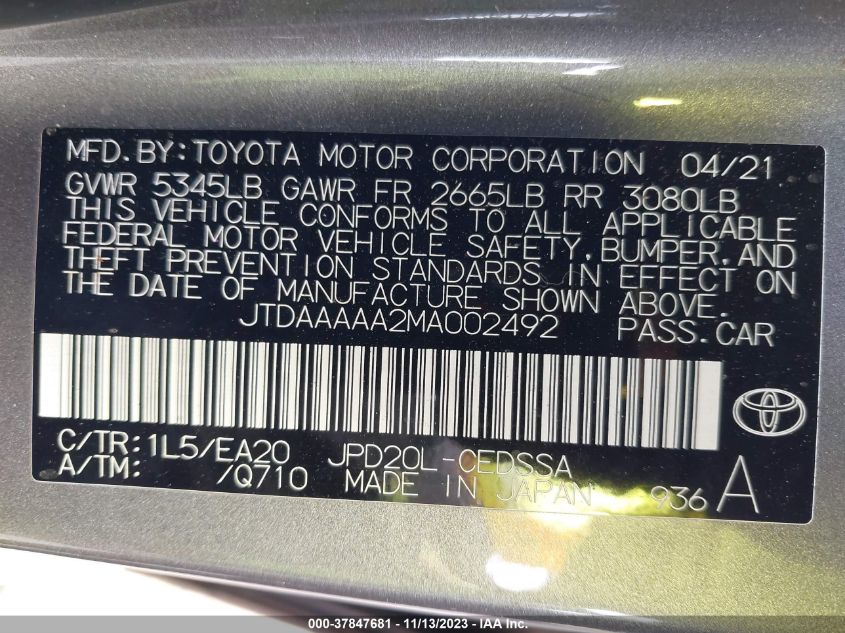 MFD.BY:TOYOTA MOTOR CORPORATION 04/21
GVWR 5345LB GAWR FR 2665LB RR 3080LB
THIS VEHICLE CONFORMS TO ALL APPLICABLE
FEDERAL MOTOR VEHICLE SAFETY,BUMPER,AND
THEFT PREVENTION STANDARDS IN EFFECT ON
THE DATE OF MANUFACTURE SHOWN ABOVE.
JTDAAAAA2MA002492 PASS.CAR
C/TR:1L5/EA20 JPD20L-CEDSSA
A/TM: /Q710 MADE IN JAPAN 936 A
000-37847681 - 11/13/2023 - COPYRIGHT © IAA, Inc.